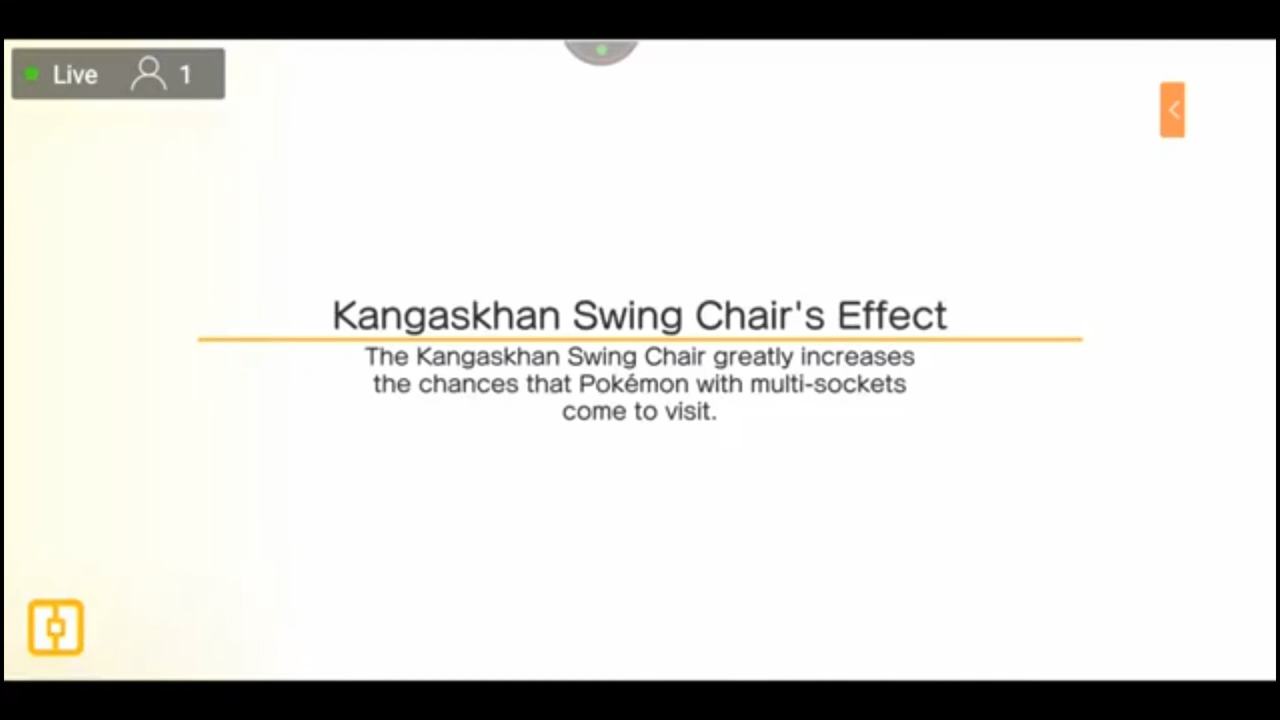 Live 1
Kangaskhan Swing Chair's Effect
The Kangaskhan Swing Chair greatly increases
the chances that Pokémon with multi-sockets
come to visit.